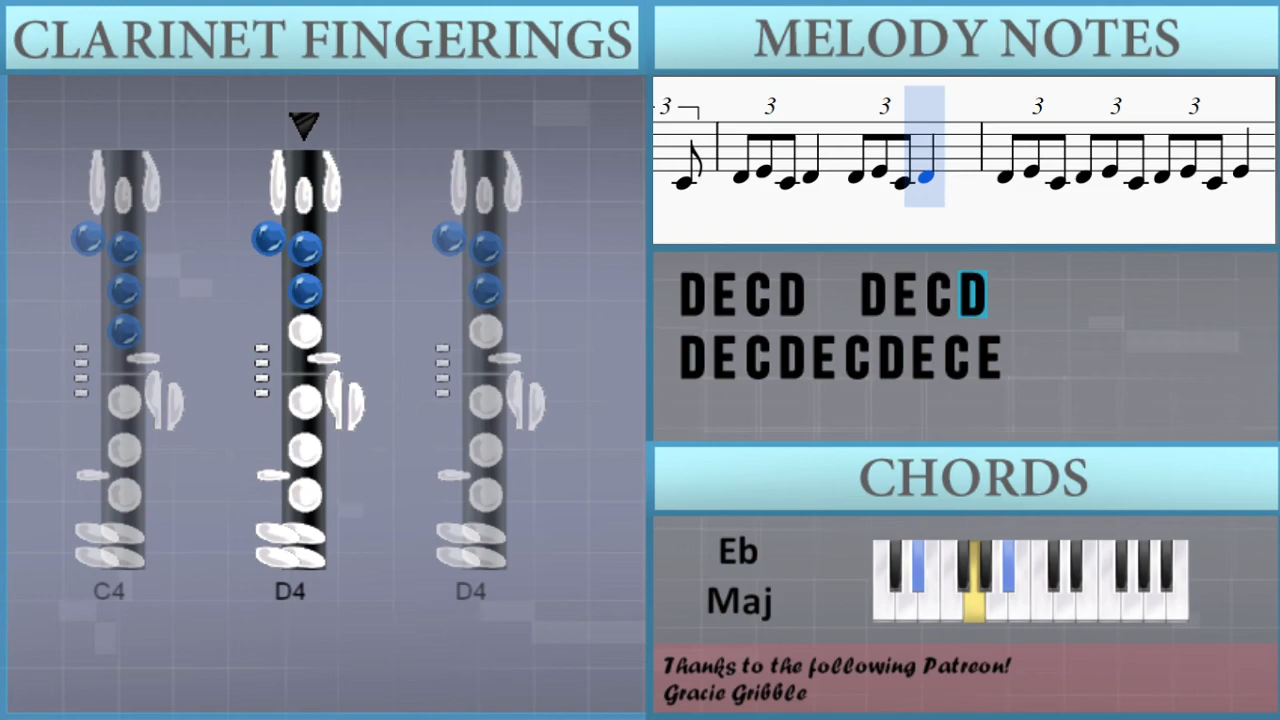 CLARINET FINGERINGS
C4
D4
D4
MELODY NOTES
3 3 3 3 3 3
DECD DECD
DECDECDECE
CHORDS
Eb
Maj
Thanks to the following Patreon!
Gracie Gribble